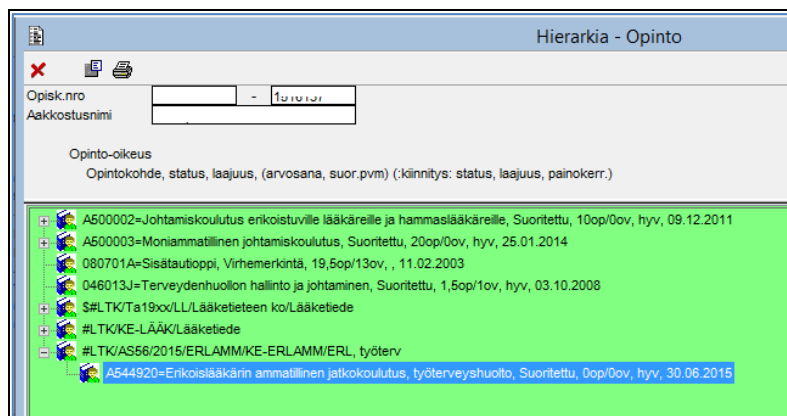 Hierarkia - Opinto
Opisk.nro -
Aakkostusnimi
Opinto-oikeus
Opintokohde, status, laajuus, (arvosana, suor.pvm) (:kiinnitys: status, laajuus, painokerr.)
A500002=Johtamiskoulutus erikoistuville lääkäreille ja hammaslääkäreille, Suoritettu, 10op/0ov, hyv, 09.12.2011
A500003=Moniammatillinen johtamiskoulutus, Suoritettu, 20op/0ov, hyv, 25.01.2014
080701A=Sisätautioppi, Virhemerkintä, 19,5op/13ov, , 11.02.2003
046013J=Terveydenhuollon hallinto ja johtaminen, Suoritettu, 1,5op/1ov, hyv, 03.10.2008
$#LTK/Ta19xx/LL/Lääketieteen ko/Lääketiede
#LTK/KE-LÄÄK/Lääketiede
#LTK/AS56/2015/ERLAMM/KE-ERLAMM/ERL, työterv
A544920=Erikoislääkärin ammatillinen jatkokoulutus, työterveyshuolto, Suoritettu, 0op/0ov, hyv, 30.06.2015